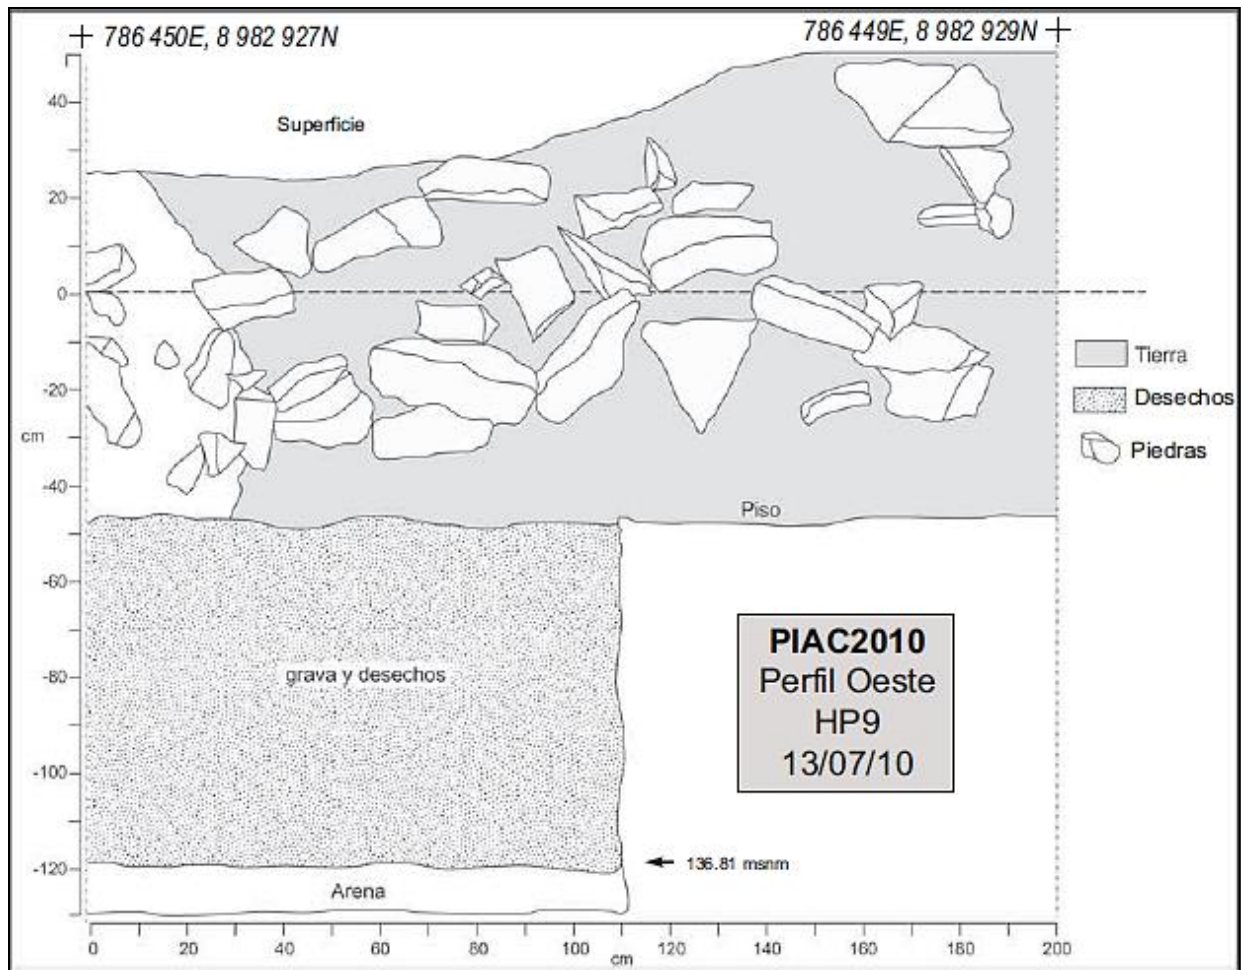 786 450E, 8 982 927N
786 449E, 8 982 929N
Superficie
40
20
0
-20
cm
-40
-60
-80
-100
-120
Tierra
Desechos
Piedras
Piso
grava y desechos
PIAC2010
Perfil Oeste
HP9
13/07/10
136.81 msnm
Arena
0 20 40 60 80 100 120 140 160 180 200
cm